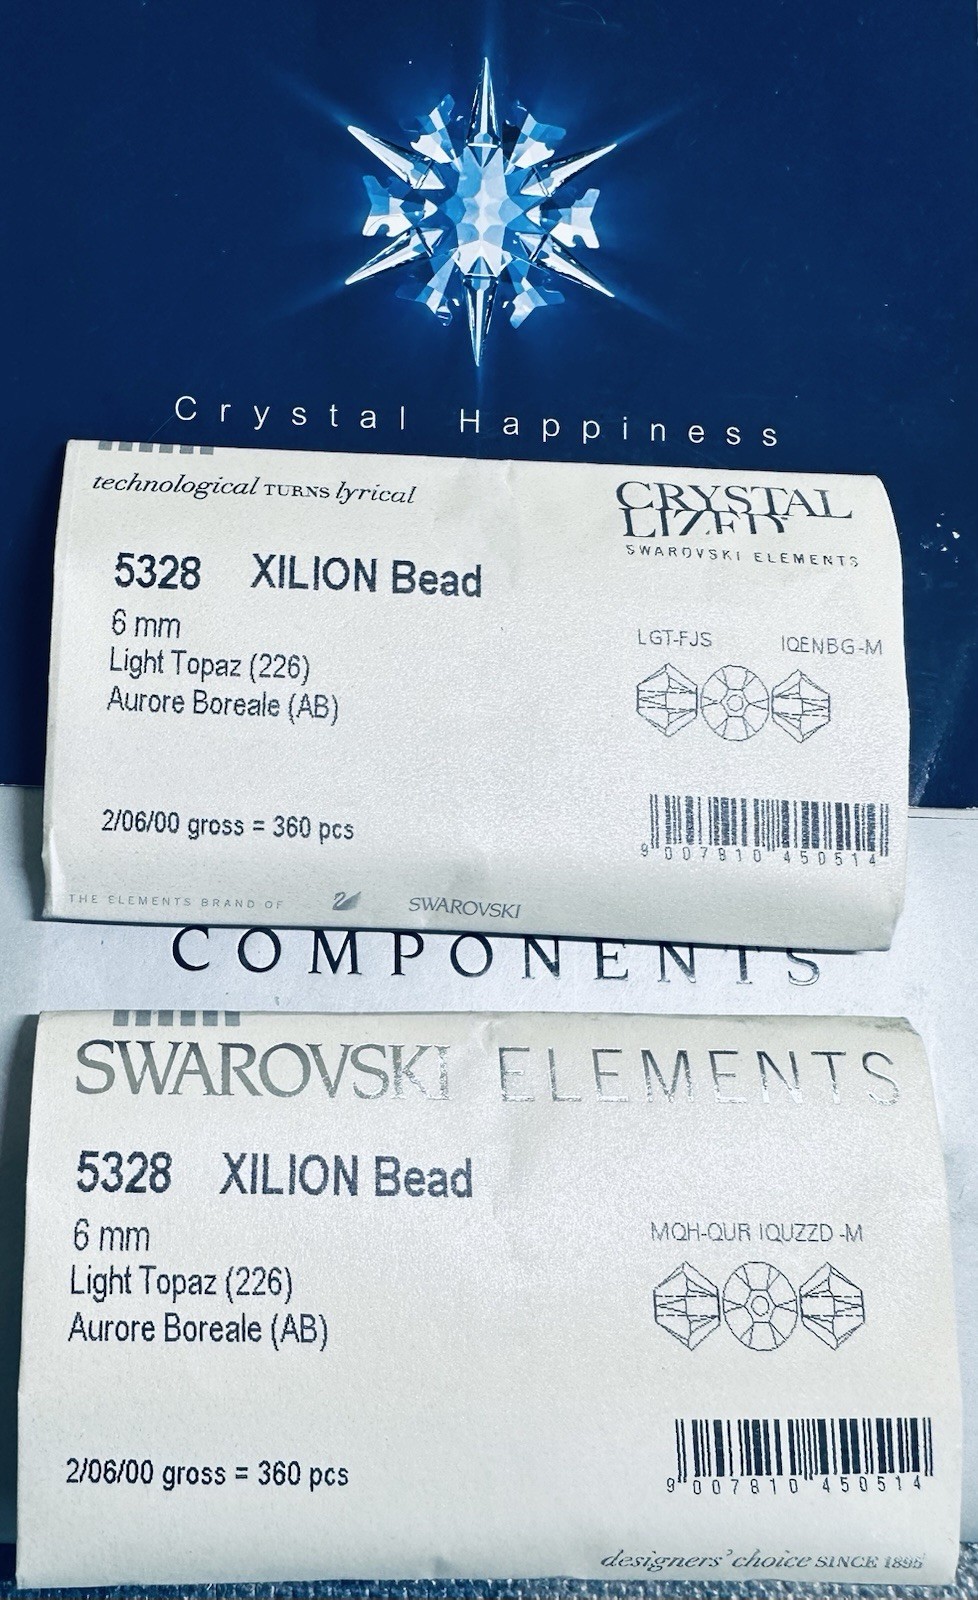 Crystal Happiness
technological TURNS lyrical
CRYSTAL
LIZED™
SWAROVSKI ELEMENTS
5328 XILION Bead
6 mm
Light Topaz (226)
Aurore Boreale (AB)
LGT-FJS IQENBG-M
2/06/00 gross = 360 pcs
9 007810 450514
THE ELEMENTS BRAND OF SWAROVSKI
COMPONENTS
SWAROVSKI ELEMENTS
5328 XILION Bead
6 mm
Light Topaz (226)
Aurore Boreale (AB)
MQH-QUR IQUZZD -M
2/06/00 gross = 360 pcs
9 007810 450514
designers' choice SINCE 1895